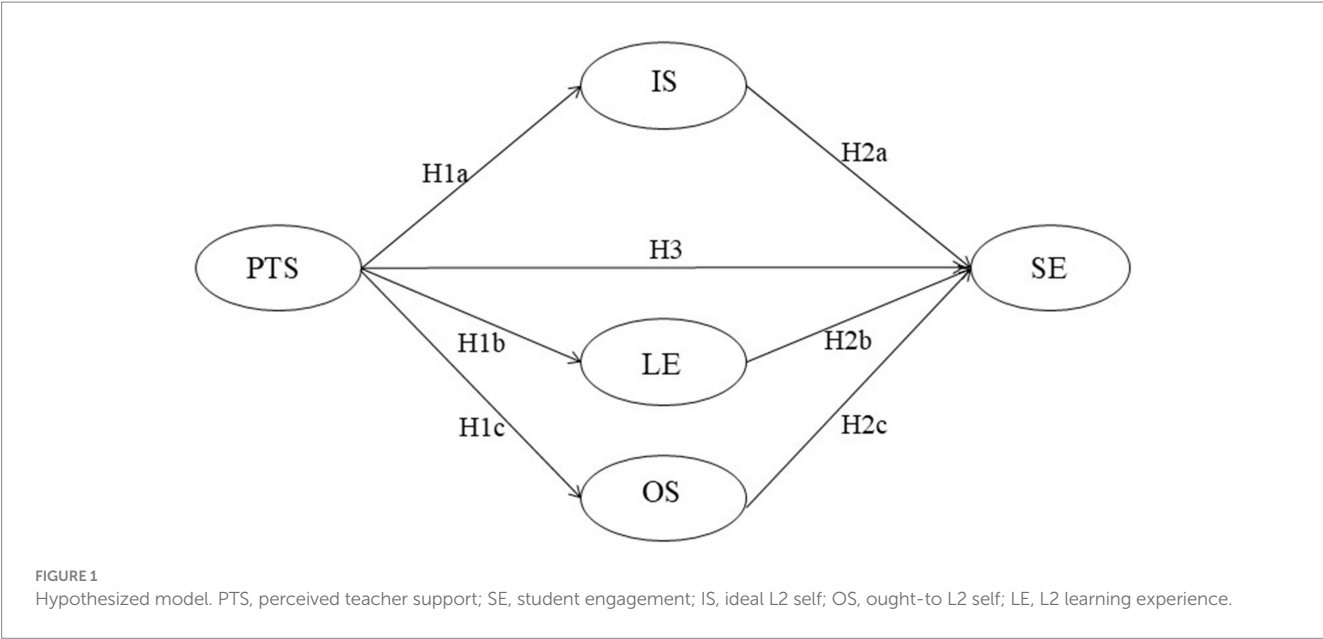 IS
H1a
H2a
PTS
H3
SE
H1b
LE
H2b
H1c
H2c
OS
FIGURE 1
Hypothesized model. PTS, perceived teacher support; SE, student engagement; IS, ideal L2 self; OS, ought-to L2 self; LE, L2 learning experience.